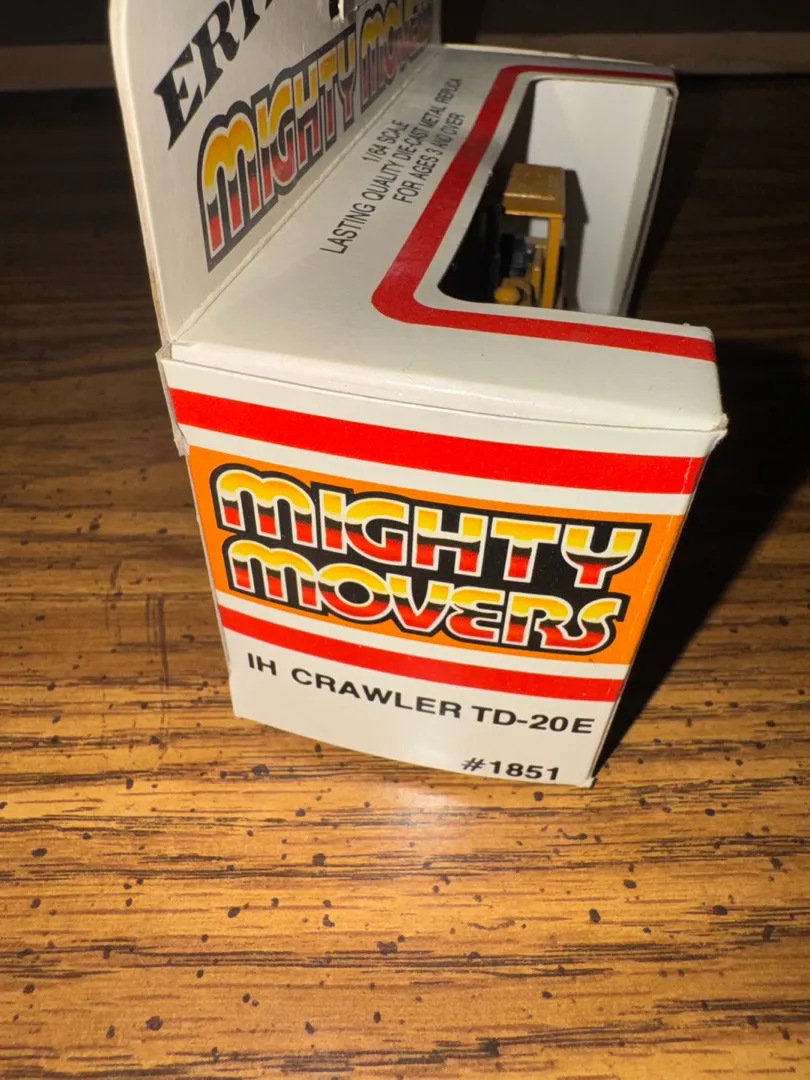 MIGHTY MOVERS
1/64 SCALE
LASTING QUALITY DIE-CAST METAL REPLICA
FOR AGES 3 AND OVER
MIGHTY
MOVERS
IH CRAWLER TD-20E
#1851